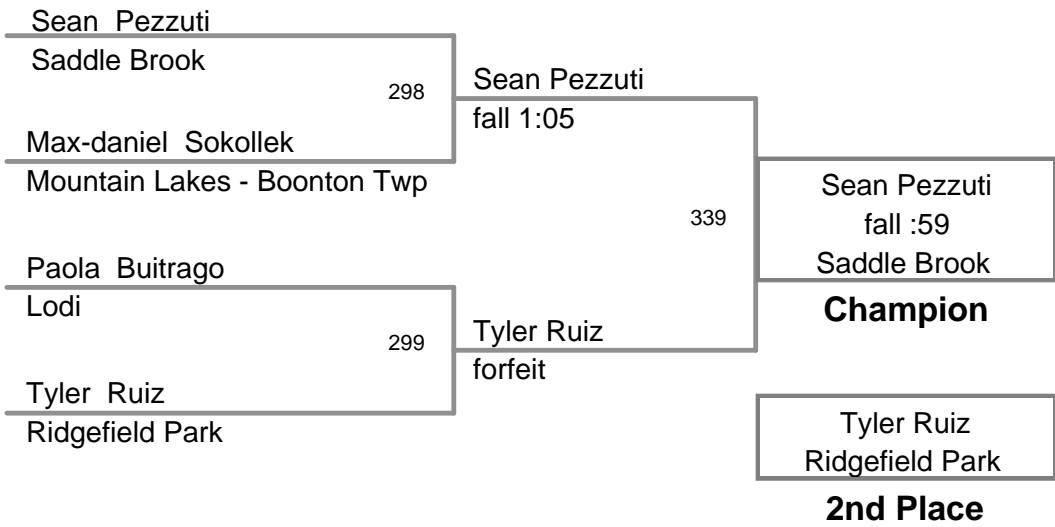 Sean Pezzuti
Saddle Brook
298
Max-daniel Sokollek
Mountain Lakes - Boonton Twp
Paola Buitrago
Lodi
299
Tyler Ruiz
Ridgefield Park
Sean Pezzuti
fall 1:05
339
Tyler Ruiz
forfeit
Sean Pezzuti
fall :59
Saddle Brook
Champion
Tyler Ruiz
Ridgefield Park
2nd Place